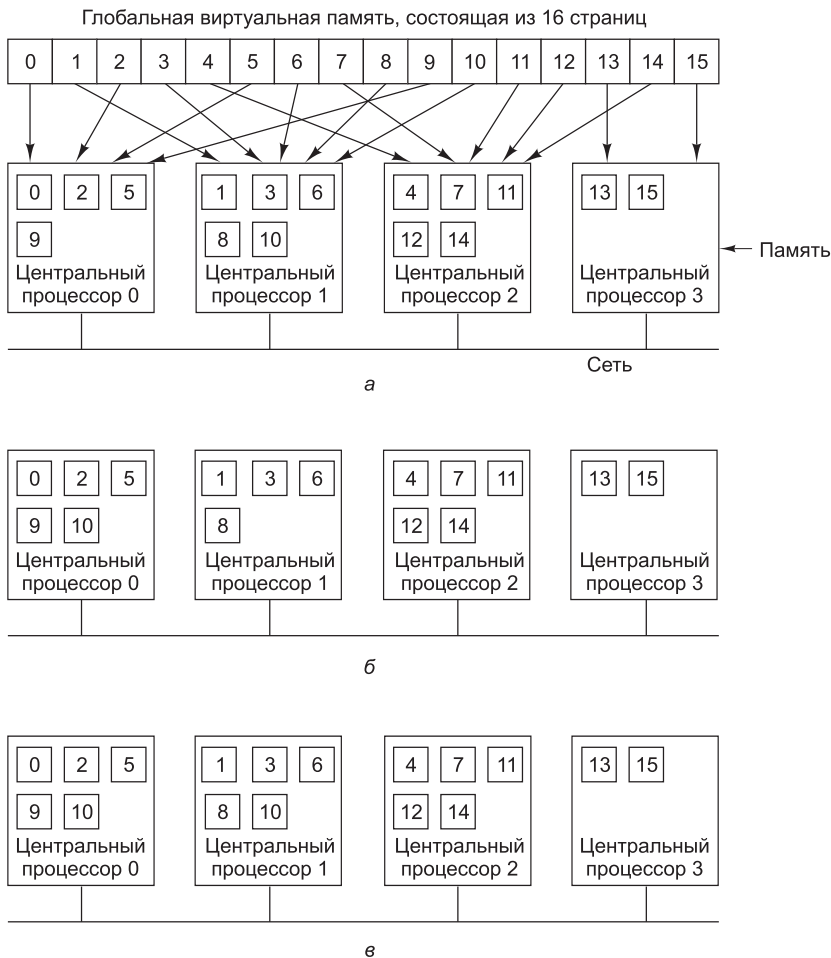 Глобальная виртуальная память, состоящая из 16 страниц
0 1 2 3 4 5 6 7 8 9 10 11 12 13 14 15
0 2 5 1 3 6 4 7 11 13 15
9 8 10 12 14
Память
Центральный Центральный Центральный Центральный
процессор 0 процессор 1 процессор 2 процессор 3
Сеть
а
0 2 5 1 3 6 4 7 11 13 15
9 10 8 12 14
Центральный Центральный Центральный Центральный
процессор 0 процессор 1 процессор 2 процессор 3
б
0 2 5 1 3 6 4 7 11 13 15
9 10 8 10 12 14
Центральный Центральный Центральный Центральный
процессор 0 процессор 1 процессор 2 процессор 3
в